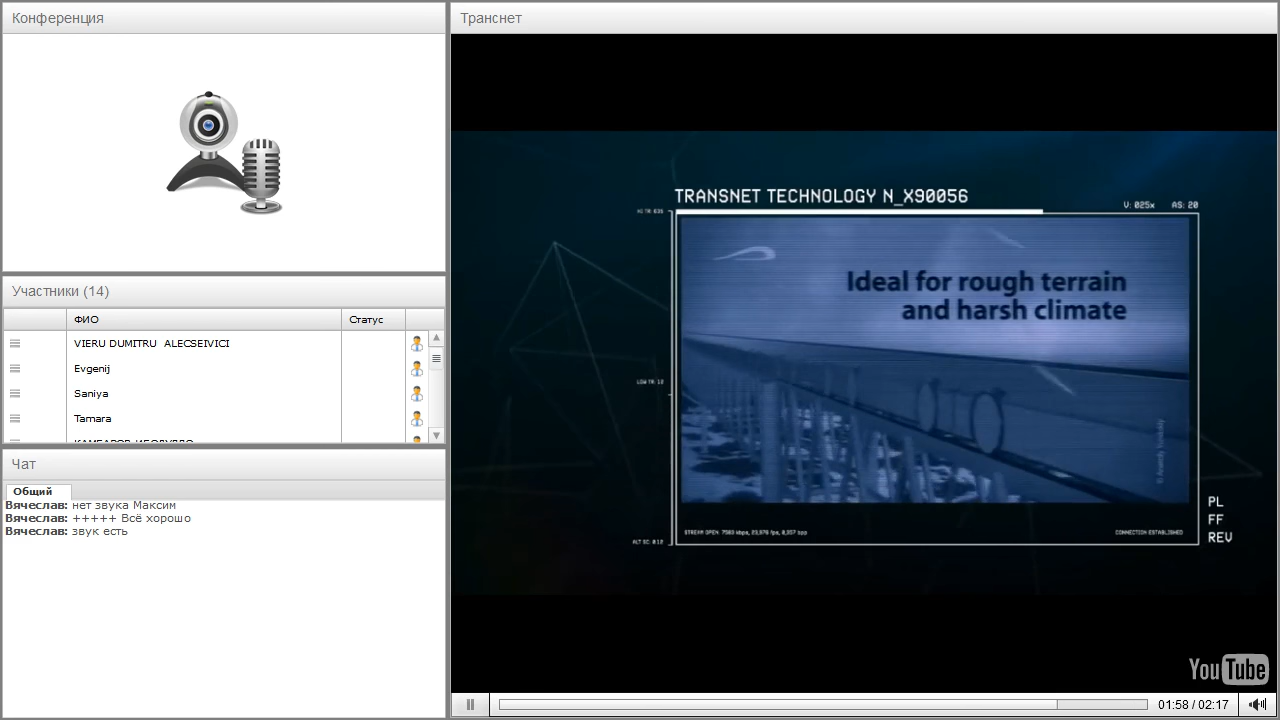 Конференция
Транснет
TRANSNET TECHNOLOGY N_X90056
V: 025x AS: 20
Ideal for rough terrain
and harsh climate
PL
FF
REV
CONNECTION ESTABLISHED
Участники (14)
ФИО Статус
VIERU DUMITRU ALECSEIVICI
Evgenij
Saniya
Tamara
Чат
Общий
Вячеслав: нет звука Максим
Вячеслав: +++++ Всё хорошо
Вячеслав: звук есть
YouTube
01:58 / 02:17